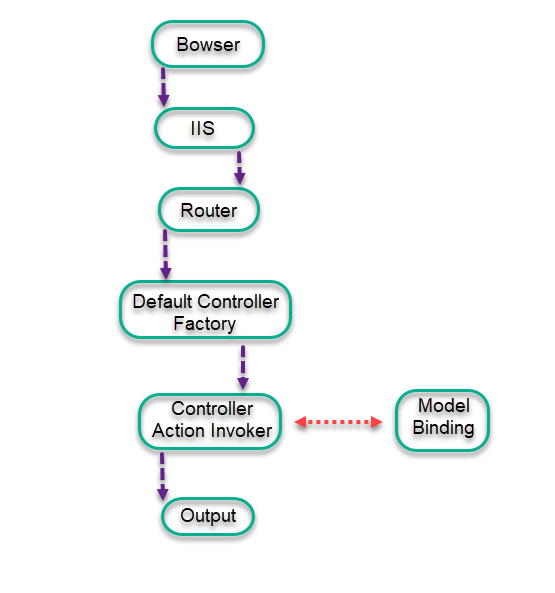 Bowser
IIS
Router
Default Controller
Factory
Controller
Action Invoker
Model
Binding
Output